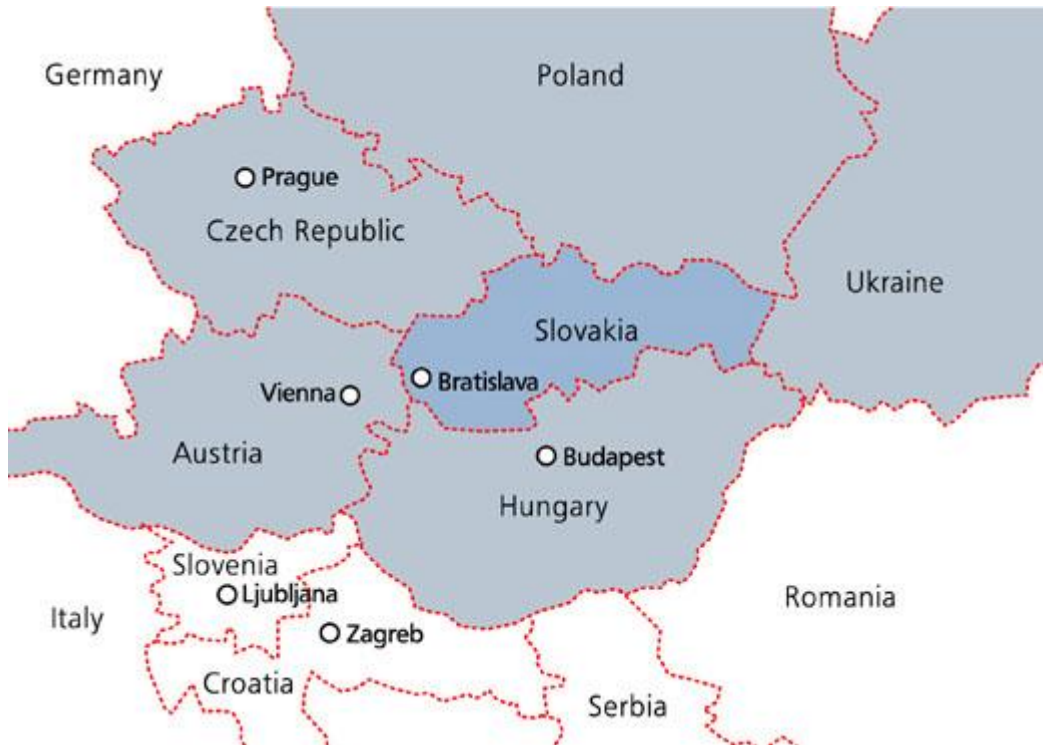 Germany
Poland
Prague
Czech Republic
Ukraine
Slovakia
Vienna
Bratislava
Austria
Budapest
Hungary
Slovenia
Ljubljana
Italy
Romania
Zagreb
Croatia
Serbia